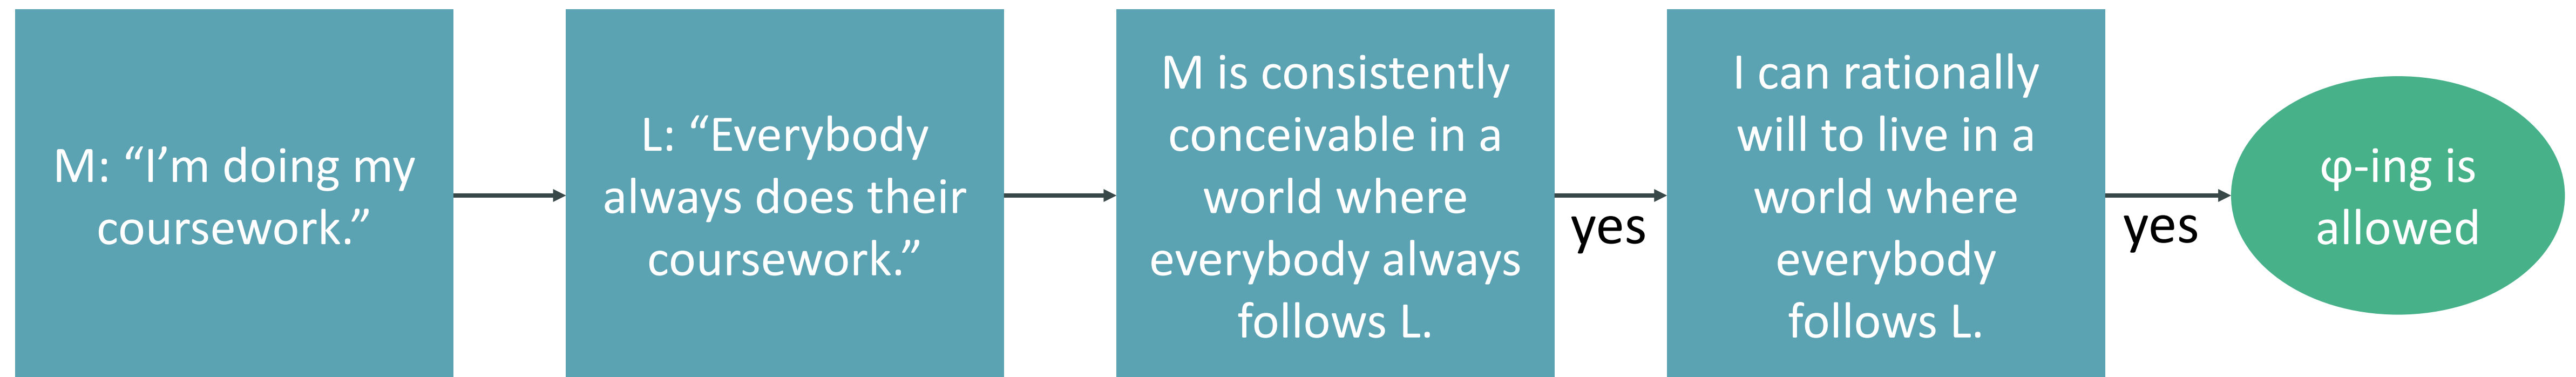 M: “I’m doing my
coursework.”
L: “Everybody
always does their
coursework.”
M is consistently
conceivable in a
world where
everybody always
follows L.
yes
I can rationally
will to live in a
world where
everybody
follows L.
yes
φ-ing is
allowed